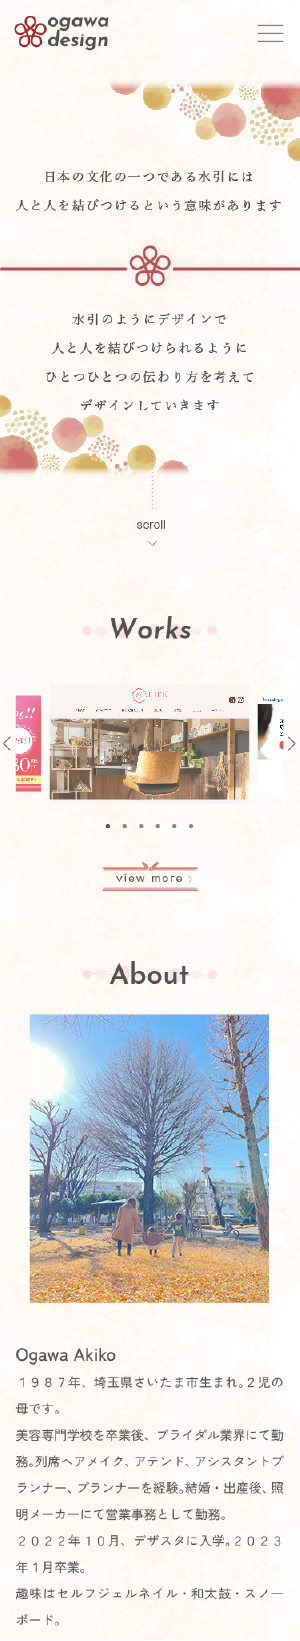 ogawa
design
日本の文化の一つである水引には
人と人を結びつけるという意味があります
水引のようにデザインで
人と人を結びつけられるように
ひとつひとつの伝わり方を考えて
デザインしていきます
scroll
Works
view more
About
Ogawa Akiko
１９８７年、埼玉県さいたま市生まれ。２児の
母です。
美容専門学校を卒業後、ブライダル業界にて勤
務。列席ヘアメイク、アテンド、アシスタントプ
ランナー、プランナーを経験。結婚・出産後、照
明メーカーにて営業事務として勤務。
２０２２年１０月、デザスタに入学。２０２３
年１月卒業。
趣味はセルフジェルネイル・和太鼓・スノー
ボード。